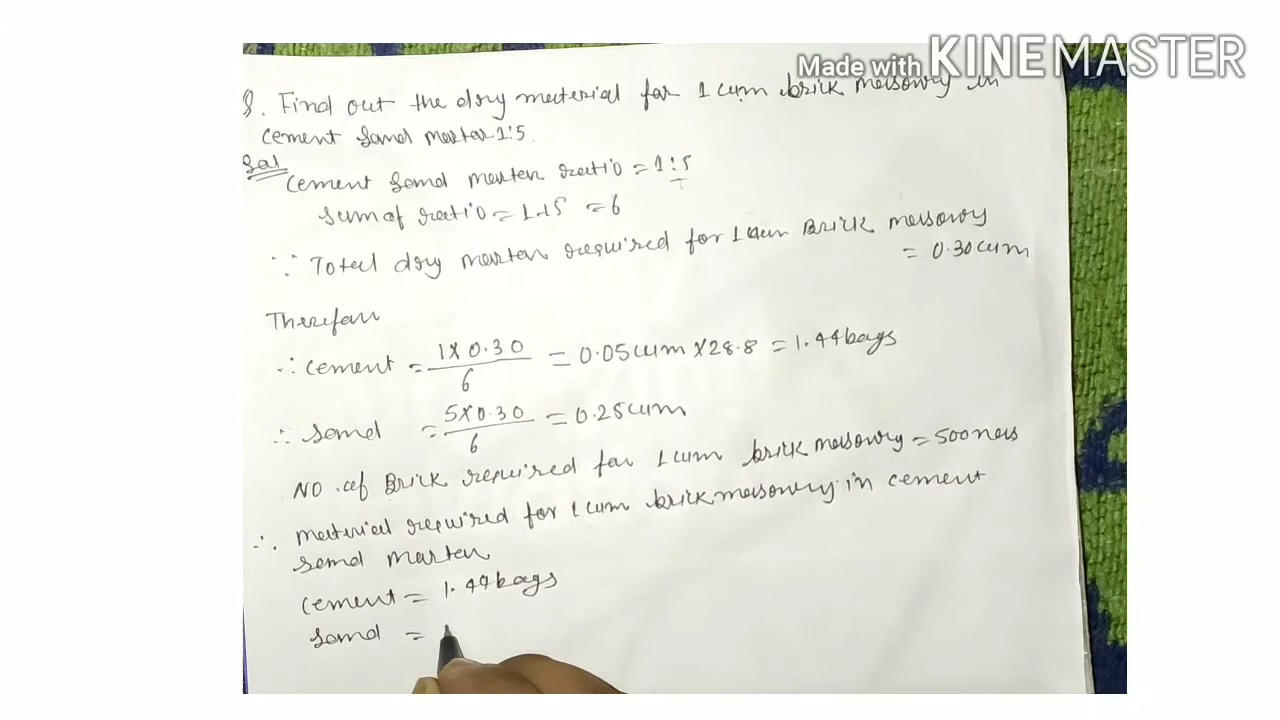 Made with KINEMASTER
Q. Find out the dry material for 1 cum brick masonry in
cement sand mortar 1:5.
Sol
Cement sand mortar ratio = 1:5
Sum of ratio = 1+5 = 6
∵ Total dry mortar required for 1 cum Brick masonry
= 0.30 cum
Therefore
∴ cement = 1 X 0.30 / 6 = 0.05 cum X 28.8 = 1.44 bags
∴ sand = 5 X 0.30 / 6 = 0.25 cum
NO. of Brick required for 1 cum brick masonry = 500 nos
∴ material required for 1 cum brick masonry in cement
sand mortar
cement = 1.44 bags
sand =